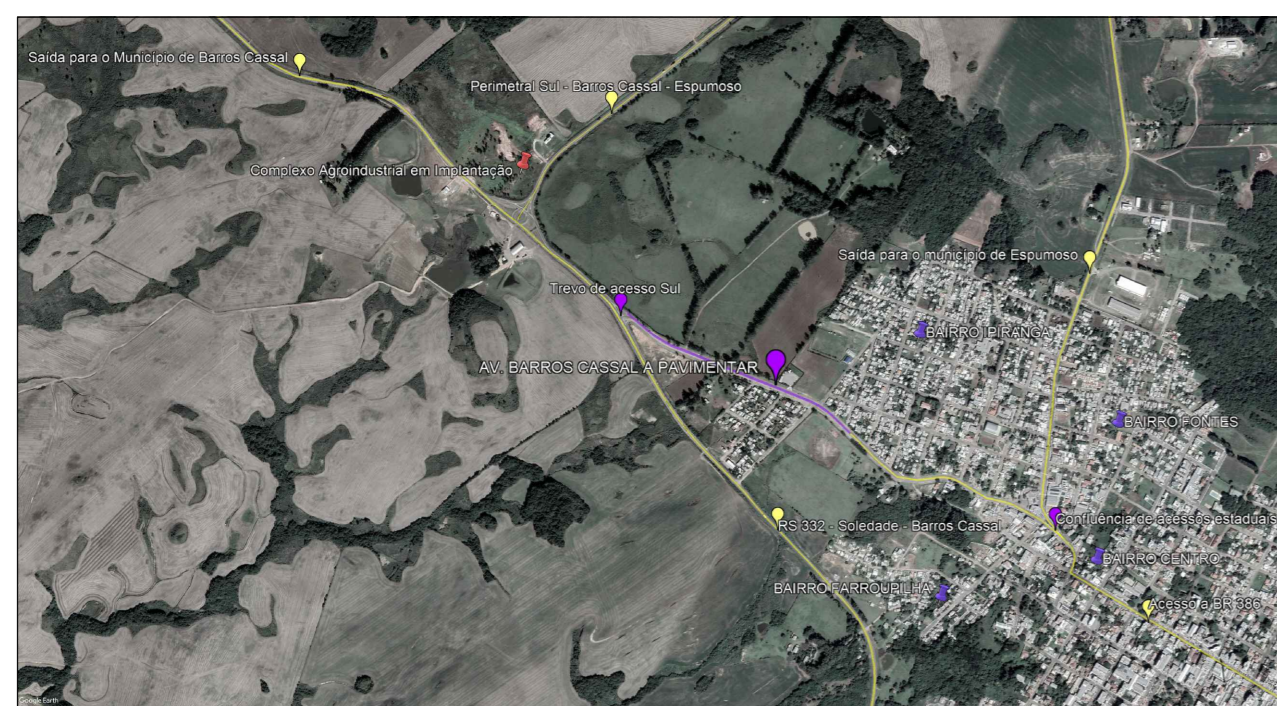 Saída para o Município de Barros Cassal
Perimetral Sul - Barros Cassal - Espumoso
Complexo Agroindustrial em Implantação
Saída para o município de Espumoso
Trevo de acesso Sul
BAIRRO IPIRANGA
AV. BARROS CASSAL A PAVIMENTAR
BAIRRO FONTES
RS 332 - Soledade - Barros Cassal
Confluência de acessos estaduais
BAIRRO CENTRO
BAIRRO FARROUPILHA
Acesso a BR 386
Google Earth